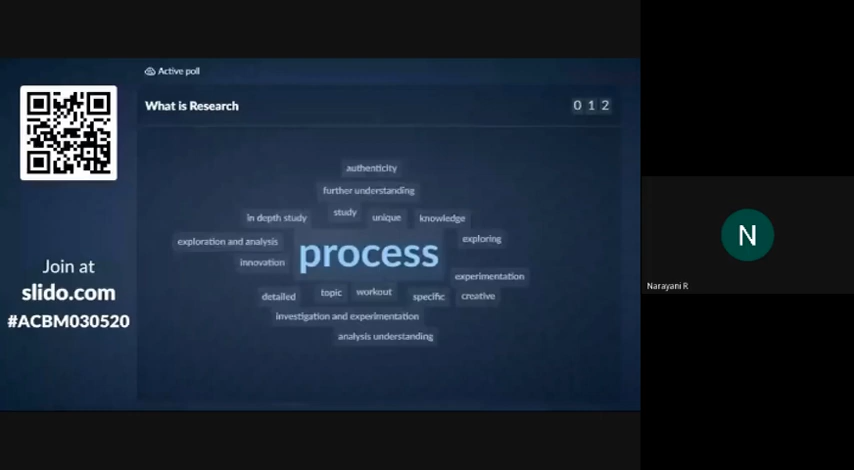 Active poll
What is Research
0 1 2
authenticity
further understanding
in depth study
study
unique
knowledge
exploration and analysis
process
exploring
innovation
experimentation
detailed
topic
workout
specific
creative
investigation and experimentation
analysis understanding
Join at
slido.com
#ACBM030520
N
Narayani R